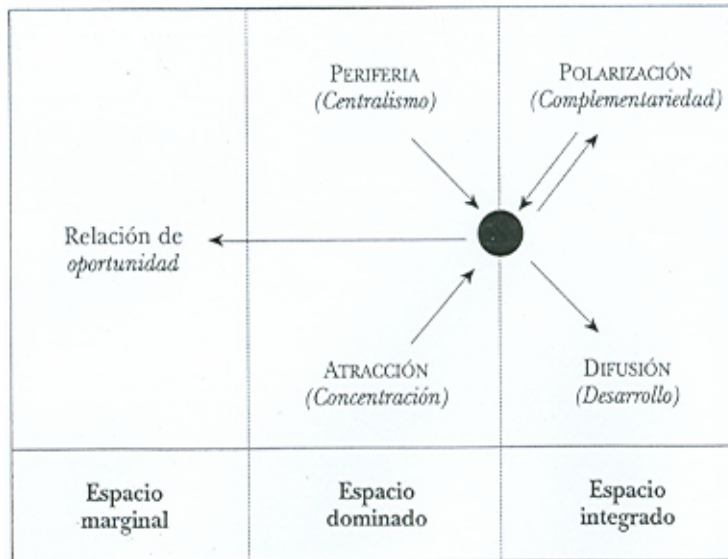 PERIFERIA
(Centralismo)
POLARIZACIÓN
(Complementariedad)
Relación de
oportunidad
ATRACCIÓN
(Concentración)
DIFUSIÓN
(Desarrollo)
Espacio
marginal
Espacio
dominado
Espacio
integrado